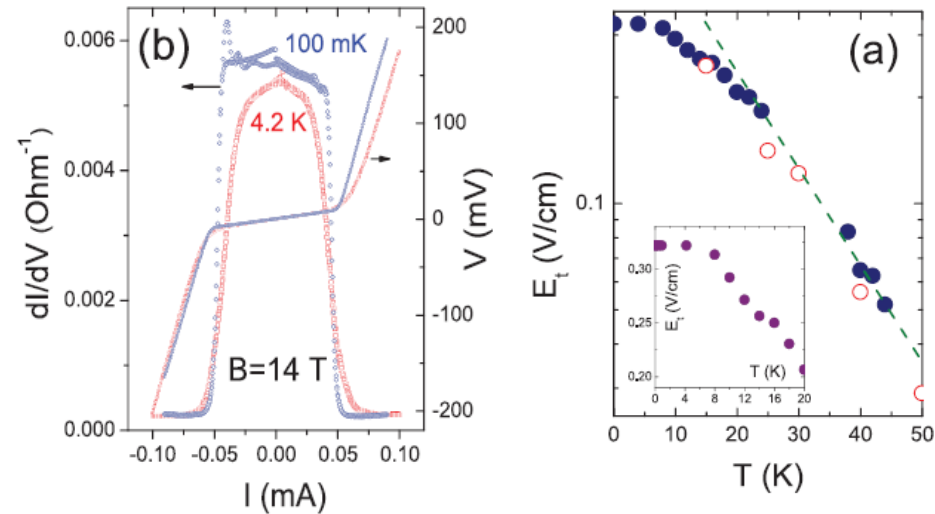 (b)
100 mK
4.2 K
B=14 T
dI/dV (Ohm⁻¹)
0.006
0.004
0.002
0.000
V (mV)
200
100
0
-100
-200
-0.10 -0.05 0.00 0.05 0.10
I (mA)
(a)
E_t (V/cm)
0.1
0 10 20 30 40 50
T (K)
E_t (V/cm)
0.30
0.25
0.20
T (K)
0 4 8 12 16 20